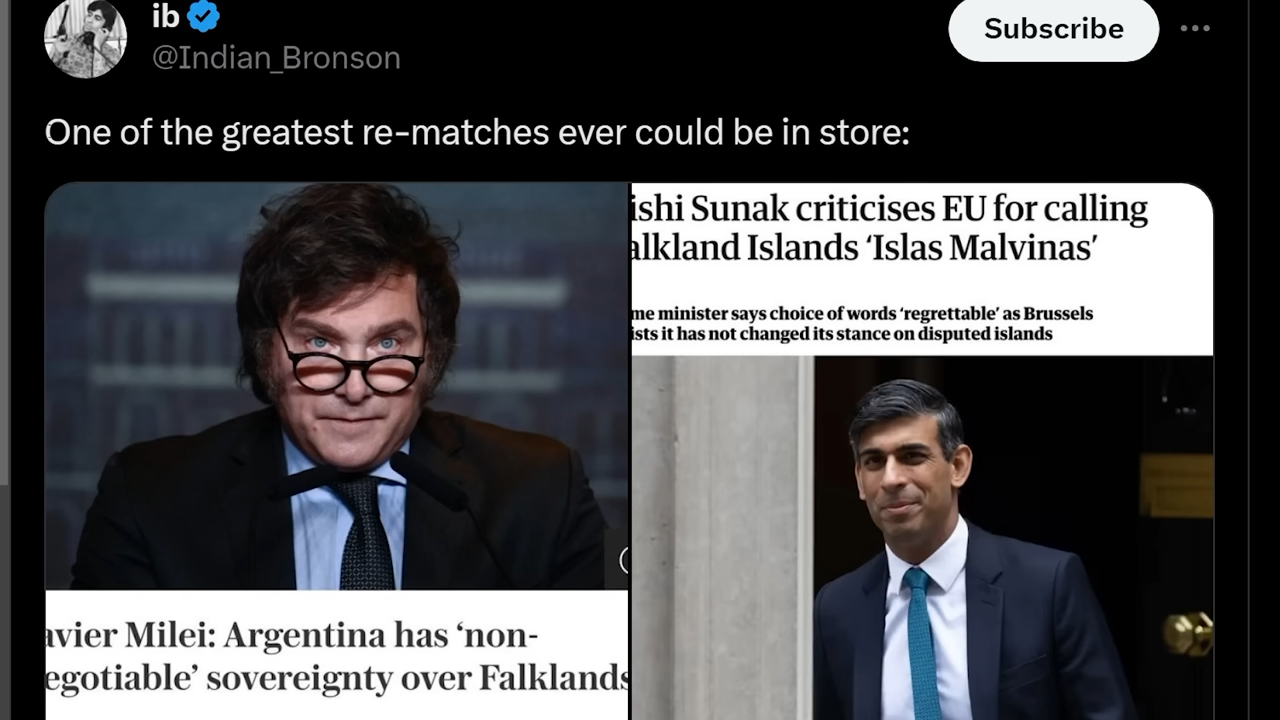 ib
@Indian_Bronson
Subscribe
One of the greatest re-matches ever could be in store:
ishi Sunak criticises EU for calling
alkland Islands ‘Islas Malvinas’
me minister says choice of words ‘regrettable’ as Brussels
ists it has not changed its stance on disputed islands
avier Milei: Argentina has ‘non-
egotiable’ sovereignty over Falklands